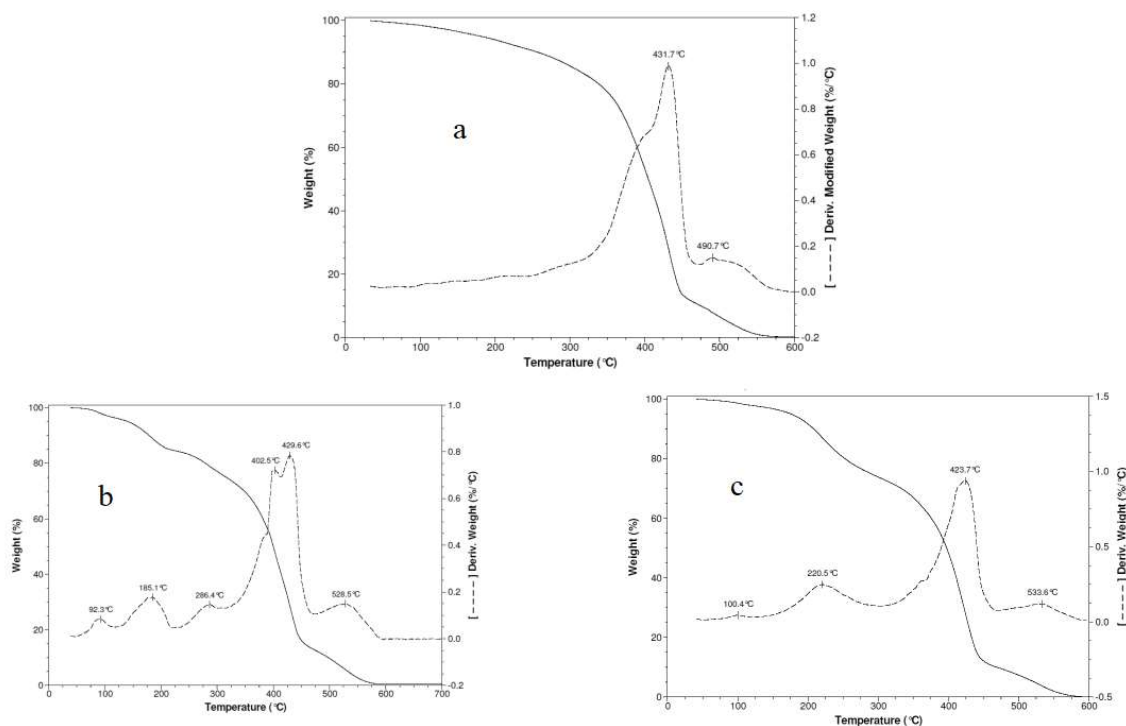 a
431.7°C
490.7°C
100
80
60
40
20
0
Weight (%)
1.2
1.0
0.8
0.6
0.4
0.2
0.0
-0.2
[ ‒‒‒‒ ] Deriv. Modified Weight (%/°C)
0 100 200 300 400 500 600
Temperature (°C)
b
92.3°C
185.1°C
286.4°C
402.5°C
429.6°C
528.5°C
100
80
60
40
20
0
Weight (%)
1.0
0.8
0.6
0.4
0.2
0.0
-0.2
[ ‒‒‒‒ ] Deriv. Weight (%/°C)
0 100 200 300 400 500 600 700
Temperature (°C)
c
100.4°C
220.5°C
423.7°C
533.6°C
100
90
80
70
60
50
40
30
20
10
0
Weight (%)
1.5
1.0
0.5
0.0
-0.5
[ ‒‒‒‒ ] Deriv. Weight (%/°C)
0 100 200 300 400 500 600
Temperature (°C)